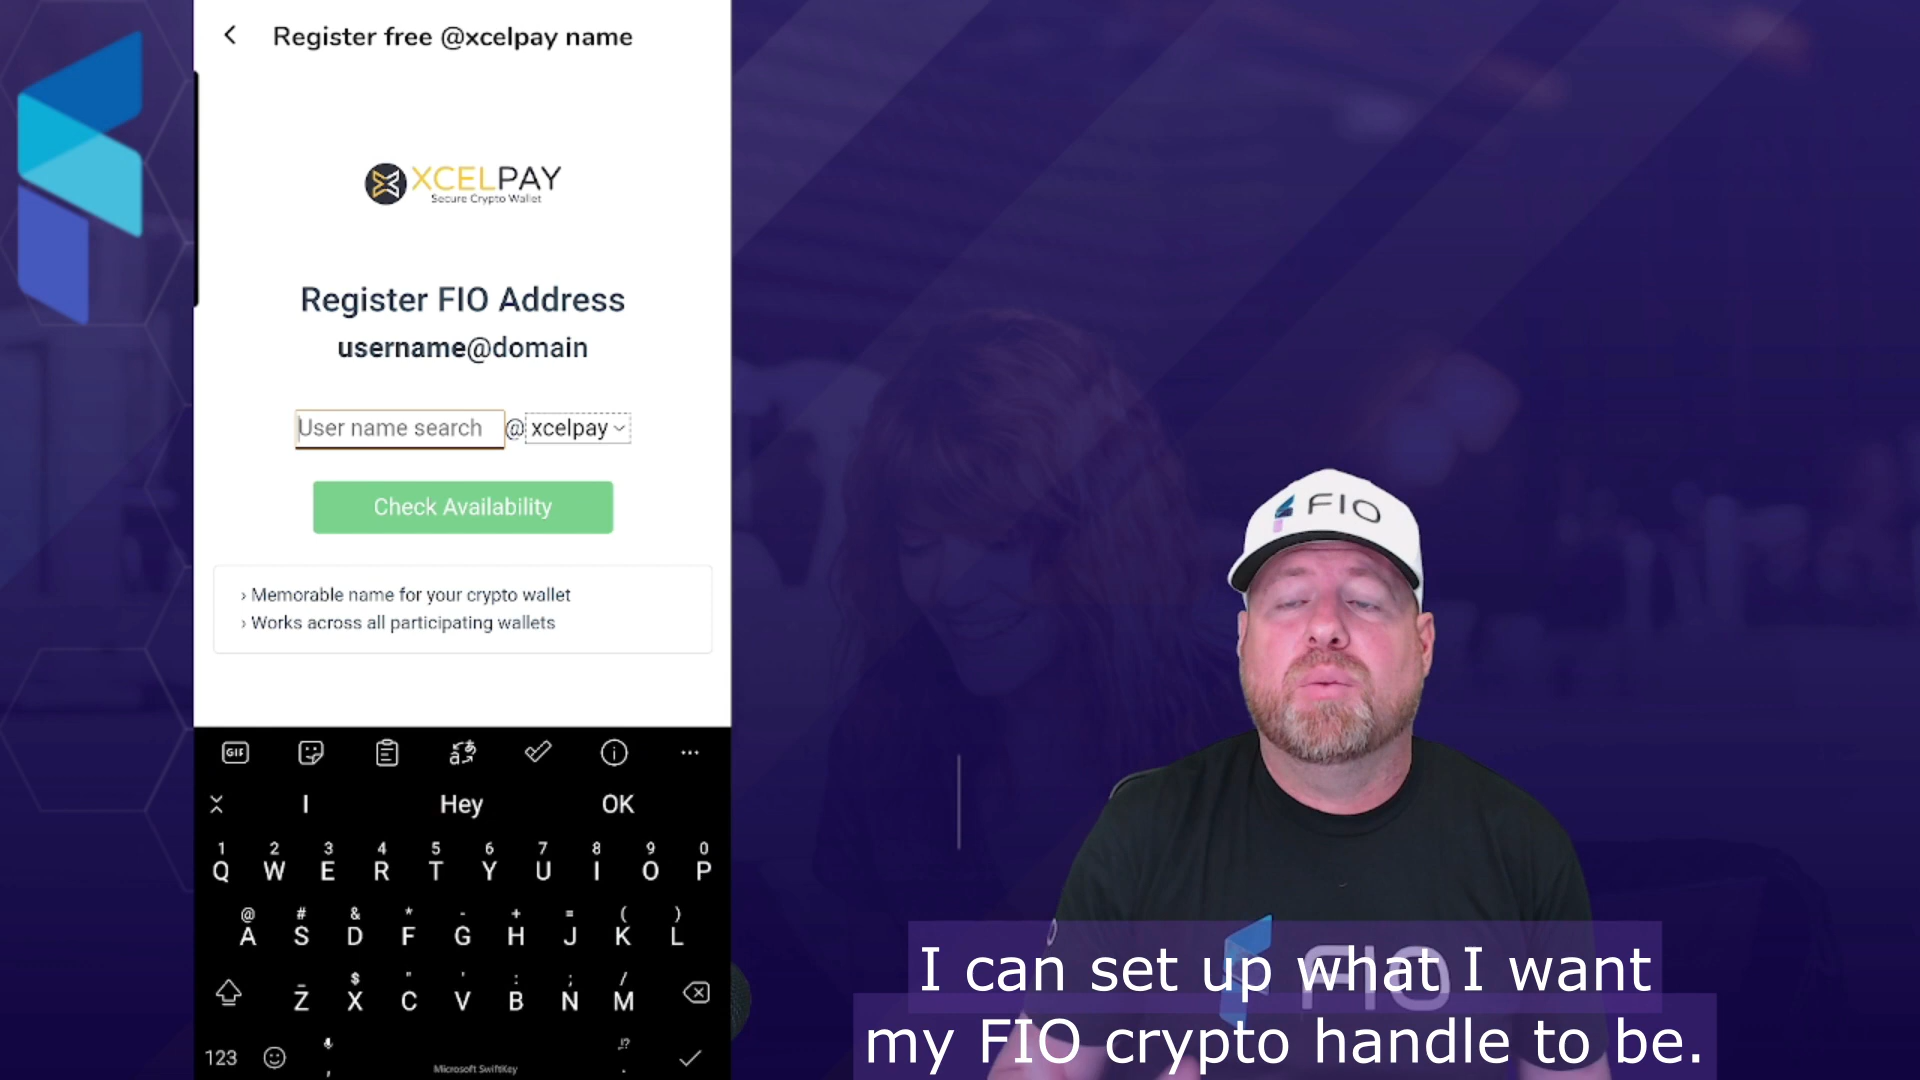 Register free @xcelpay name
XCELPAY
Secure Crypto Wallet
Register FIO Address
username@domain
User name search @ xcelpay
Check Availability
› Memorable name for your crypto wallet
› Works across all participating wallets
GIF
I Hey OK
1 2 3 4 5 6 7 8 9 0
Q W E R T Y U I O P
@ # & * - + = ( )
A S D F G H J K L
_ $ " ' : ; /
Z X C V B N M
!?
123 , Microsoft SwiftKey .
FIO
FIO
I can set up what I want
my FIO crypto handle to be.